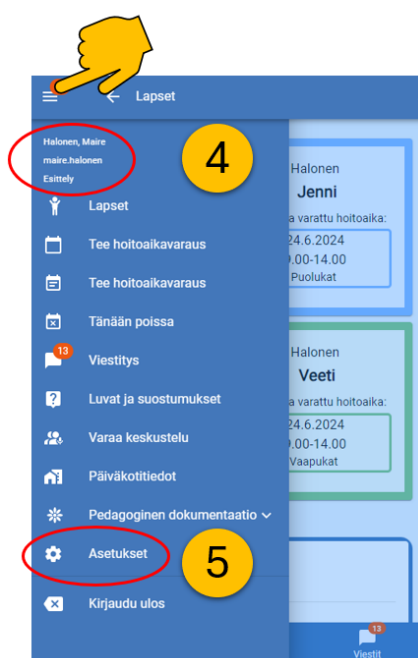 Lapset
Halonen, Maire
maire.halonen
Esittely
4
Lapset
Tee hoitoaikavaraus
Tee hoitoaikavaraus
Tänään poissa
13
Viestitys
Luvat ja suostumukset
Varaa keskustelu
Päiväkotitiedot
Pedagoginen dokumentaatio
Asetukset
5
Kirjaudu ulos
Halonen
Jenni
a varattu hoitoaika:
24.6.2024
.00-14.00
Puolukat
Halonen
Veeti
a varattu hoitoaika:
24.6.2024
.00-14.00
Vaapukat
13
Viestit